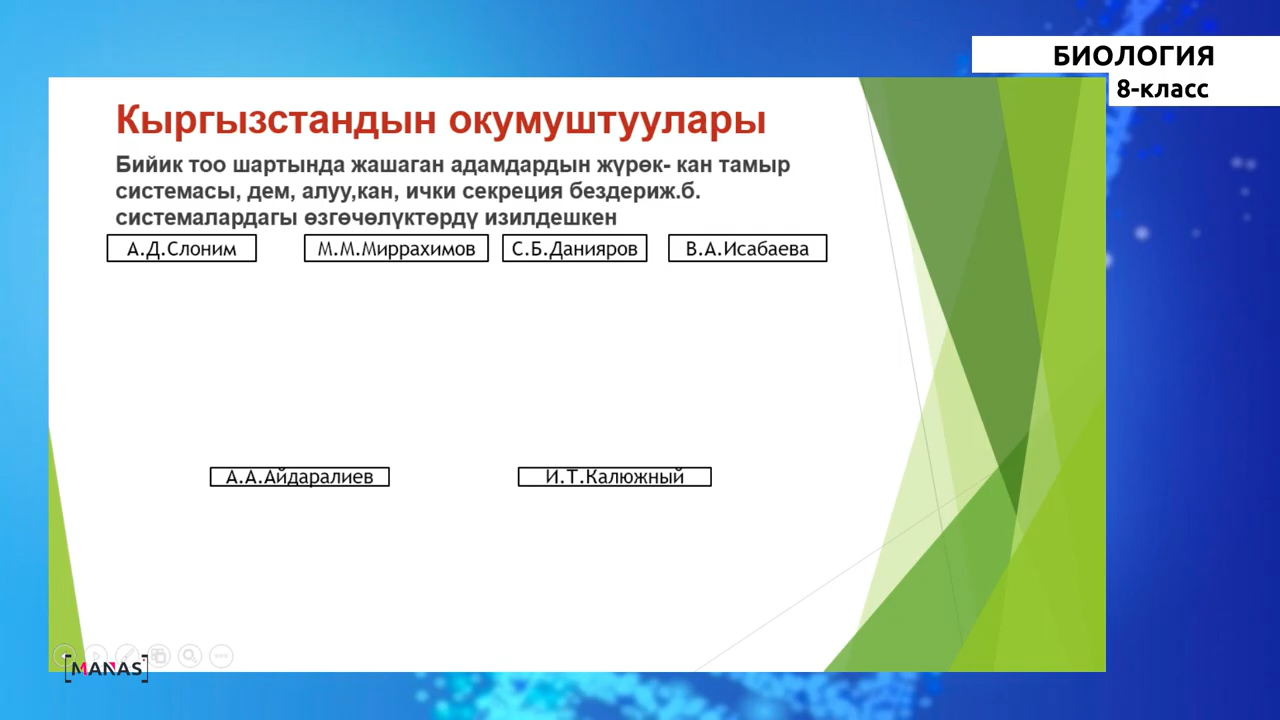 БИОЛОГИЯ
8-класс
Кыргызстандын окумуштуулары
Бийик тоо шартында жашаган адамдардын жүрөк- кан тамыр
системасы, дем, алуу,кан, ички секреция бездериж.б.
системалардагы өзгөчөлүктөрдү изилдешкен
А.Д.Слоним
М.М.Миррахимов
С.Б.Данияров
В.А.Исабаева
А.А.Айдаралиев
И.Т.Калюжный
[MANAS]